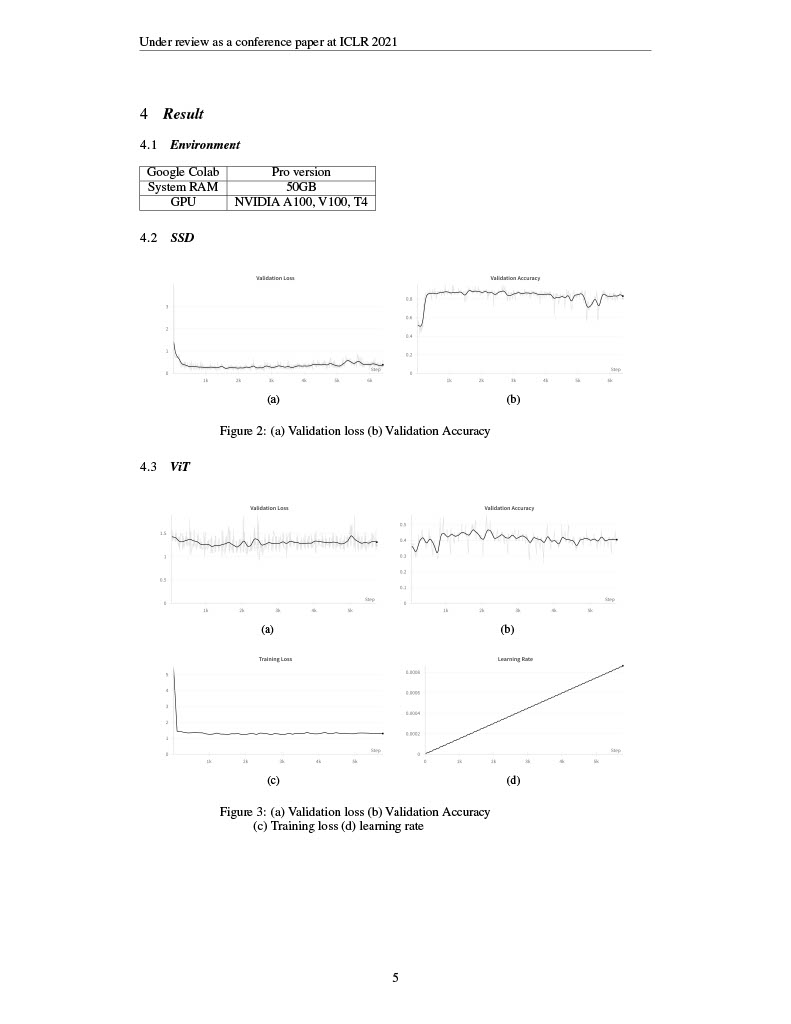 Under review as a conference paper at ICLR 2021
4 Result
4.1 Environment
Google Colab Pro version
System RAM 50GB
GPU NVIDIA A100, V100, T4
4.2 SSD
Validation Loss Validation Accuracy
3
2
1
0
Step
1k 2k 3k 4k 5k 6k
0.8
0.6
0.4
0.2
0
Step
1k 2k 3k 4k 5k 6k
(a) (b)
Figure 2: (a) Validation loss (b) Validation Accuracy
4.3 ViT
Validation Loss Validation Accuracy
1.5
1
0.5
0
Step
1k 2k 3k 4k 5k
0.5
0.4
0.3
0.2
0.1
0
Step
1k 2k 3k 4k 5k
(a) (b)
Training Loss Learning Rate
5
4
3
2
1
0
Step
1k 2k 3k 4k 5k
0.0008
0.0006
0.0004
0.0002
0
Step
0 1k 2k 3k 4k 5k
(c) (d)
Figure 3: (a) Validation loss (b) Validation Accuracy
(c) Training loss (d) learning rate
5